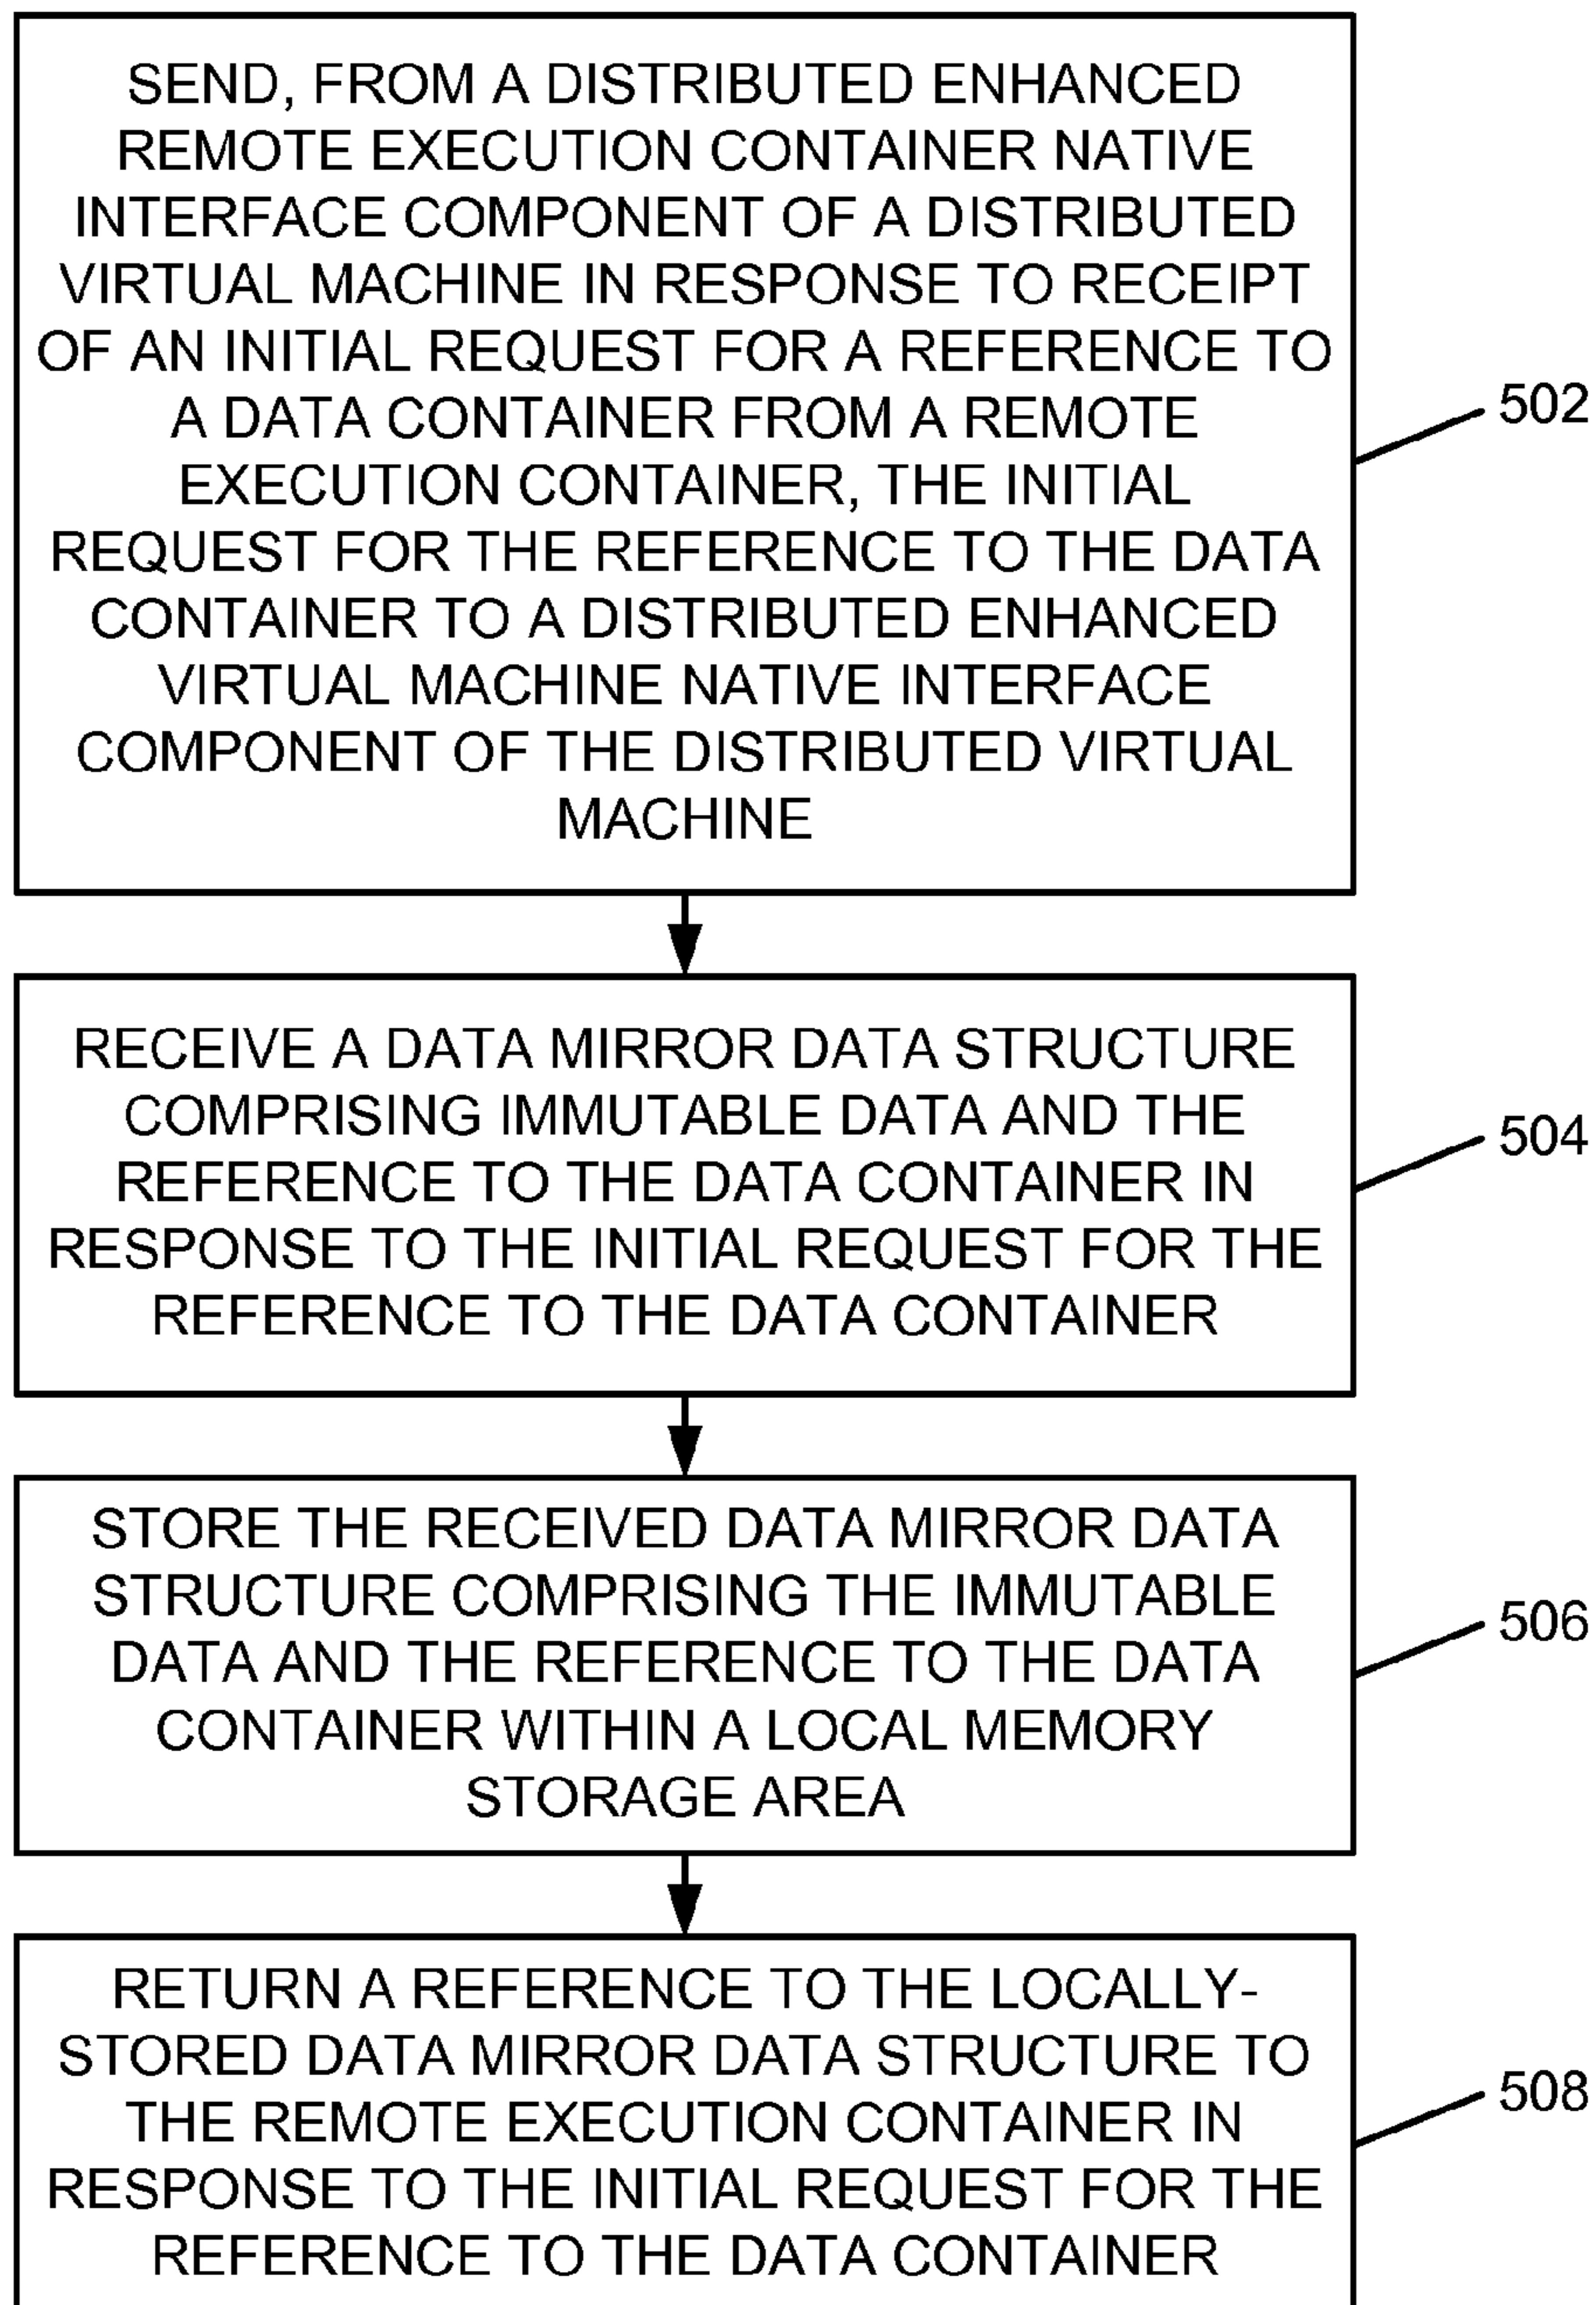 SEND, FROM A DISTRIBUTED ENHANCED
REMOTE EXECUTION CONTAINER NATIVE
INTERFACE COMPONENT OF A DISTRIBUTED
VIRTUAL MACHINE IN RESPONSE TO RECEIPT
OF AN INITIAL REQUEST FOR A REFERENCE TO
A DATA CONTAINER FROM A REMOTE
EXECUTION CONTAINER, THE INITIAL
REQUEST FOR THE REFERENCE TO THE DATA
CONTAINER TO A DISTRIBUTED ENHANCED
VIRTUAL MACHINE NATIVE INTERFACE
COMPONENT OF THE DISTRIBUTED VIRTUAL
MACHINE
502
RECEIVE A DATA MIRROR DATA STRUCTURE
COMPRISING IMMUTABLE DATA AND THE
REFERENCE TO THE DATA CONTAINER IN
RESPONSE TO THE INITIAL REQUEST FOR THE
REFERENCE TO THE DATA CONTAINER
504
STORE THE RECEIVED DATA MIRROR DATA
STRUCTURE COMPRISING THE IMMUTABLE
DATA AND THE REFERENCE TO THE DATA
CONTAINER WITHIN A LOCAL MEMORY
STORAGE AREA
506
RETURN A REFERENCE TO THE LOCALLY-
STORED DATA MIRROR DATA STRUCTURE TO
THE REMOTE EXECUTION CONTAINER IN
RESPONSE TO THE INITIAL REQUEST FOR THE
REFERENCE TO THE DATA CONTAINER
508